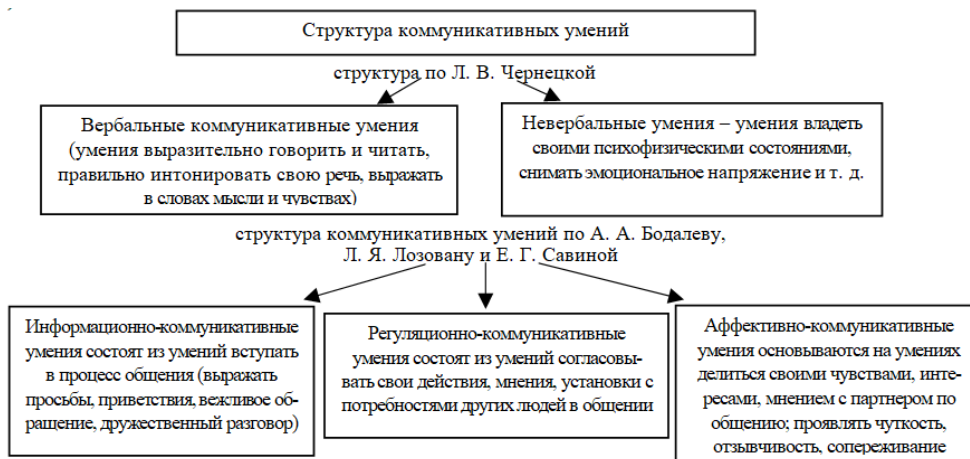 Структура коммуникативных умений
структура по Л. В. Чернецкой
Вербальные коммуникативные умения
(умения выразительно говорить и читать,
правильно интонировать свою речь, выражать
в словах мысли и чувствах)
Невербальные умения – умения владеть
своими психофизическими состояниями,
снимать эмоциональное напряжение и т. д.
структура коммуникативных умений по А. А. Бодалеву,
Л. Я. Лозовану и Е. Г. Савиной
Информационно-коммуникативные
умения состоят из умений вступать
в процесс общения (выражать
просьбы, приветствия, вежливое об-
ращение, дружественный разговор)
Регуляционно-коммуникативные
умения состоят из умений согласовы-
вать свои действия, мнения, установки с
потребностями других людей в общении
Аффективно-коммуникативные
умения основываются на умениях
делиться своими чувствами, инте-
ресами, мнением с партнером по
общению; проявлять чуткость,
отзывчивость, сопереживание